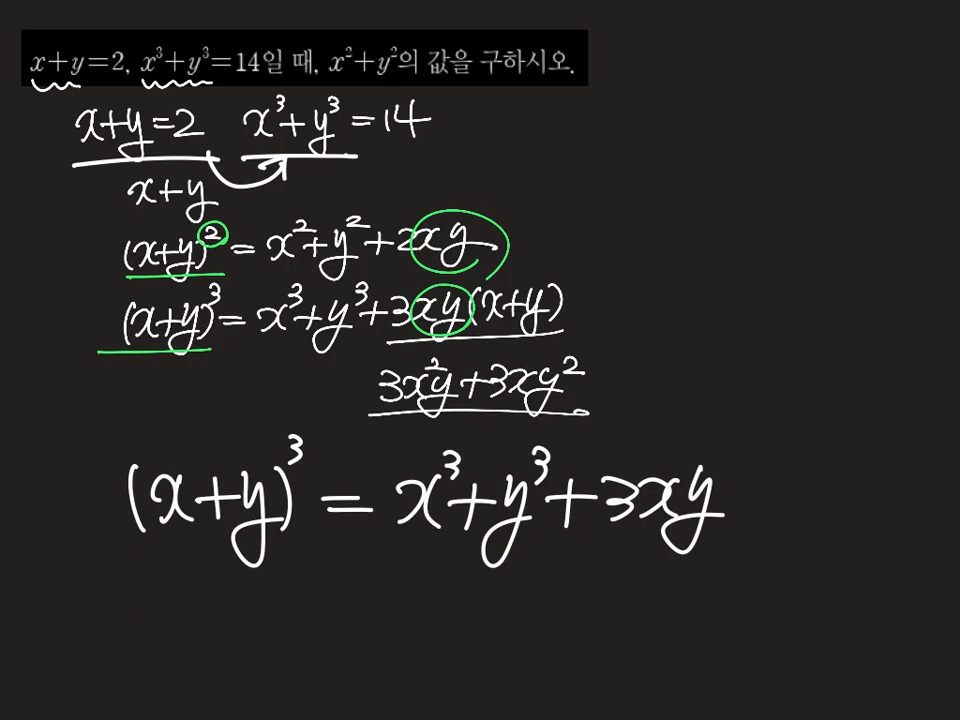 x+y=2, x³+y³=14일 때, x²+y²의 값을 구하시오.
x+y=2 x³+y³=14
x+y
(x+y)²=x²+y²+2xy
(x+y)³=x³+y³+3xy(x+y)
3x²y+3xy²
(x+y)³=x³+y³+3xy